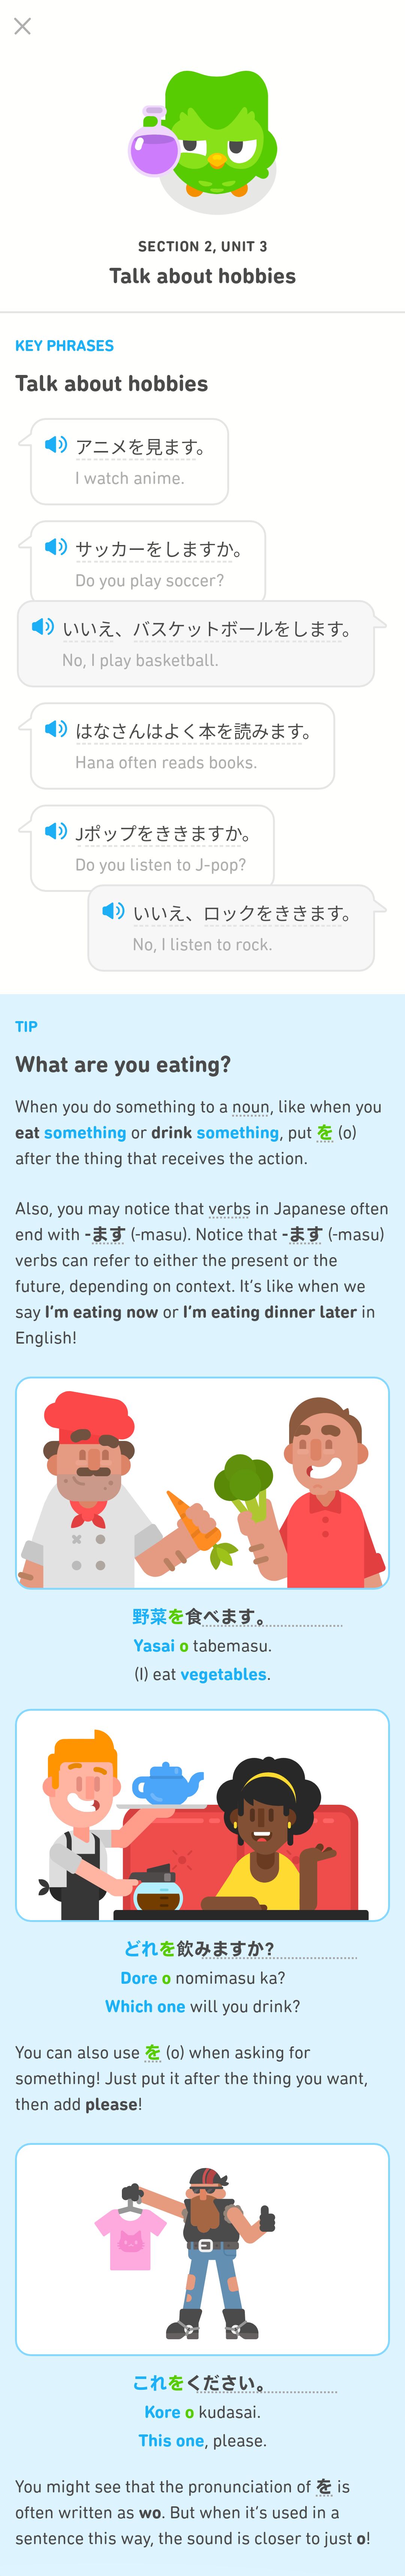 SECTION 2, UNIT 3
Talk about hobbies
KEY PHRASES
Talk about hobbies
アニメを見ます。
I watch anime.
サッカーをしますか。
Do you play soccer?
いいえ、バスケットボールをします。
No, I play basketball.
はなさんはよく本を読みます。
Hana often reads books.
Jポップをききますか。
Do you listen to J-pop?
いいえ、ロックをききます。
No, I listen to rock.
TIP
What are you eating?
When you do something to a noun, like when you
eat something or drink something, put を (o)
after the thing that receives the action.
Also, you may notice that verbs in Japanese often
end with -ます (-masu). Notice that -ます (-masu)
verbs can refer to either the present or the
future, depending on context. It's like when we
say I'm eating now or I'm eating dinner later in
English!
野菜を食べます。
Yasai o tabemasu.
(I) eat vegetables.
どれを飲みますか?
Dore o nomimasu ka?
Which one will you drink?
You can also use を (o) when asking for
something! Just put it after the thing you want,
then add please!
これをください。
Kore o kudasai.
This one, please.
You might see that the pronunciation of を is
often written as wo. But when it's used in a
sentence this way, the sound is closer to just o!